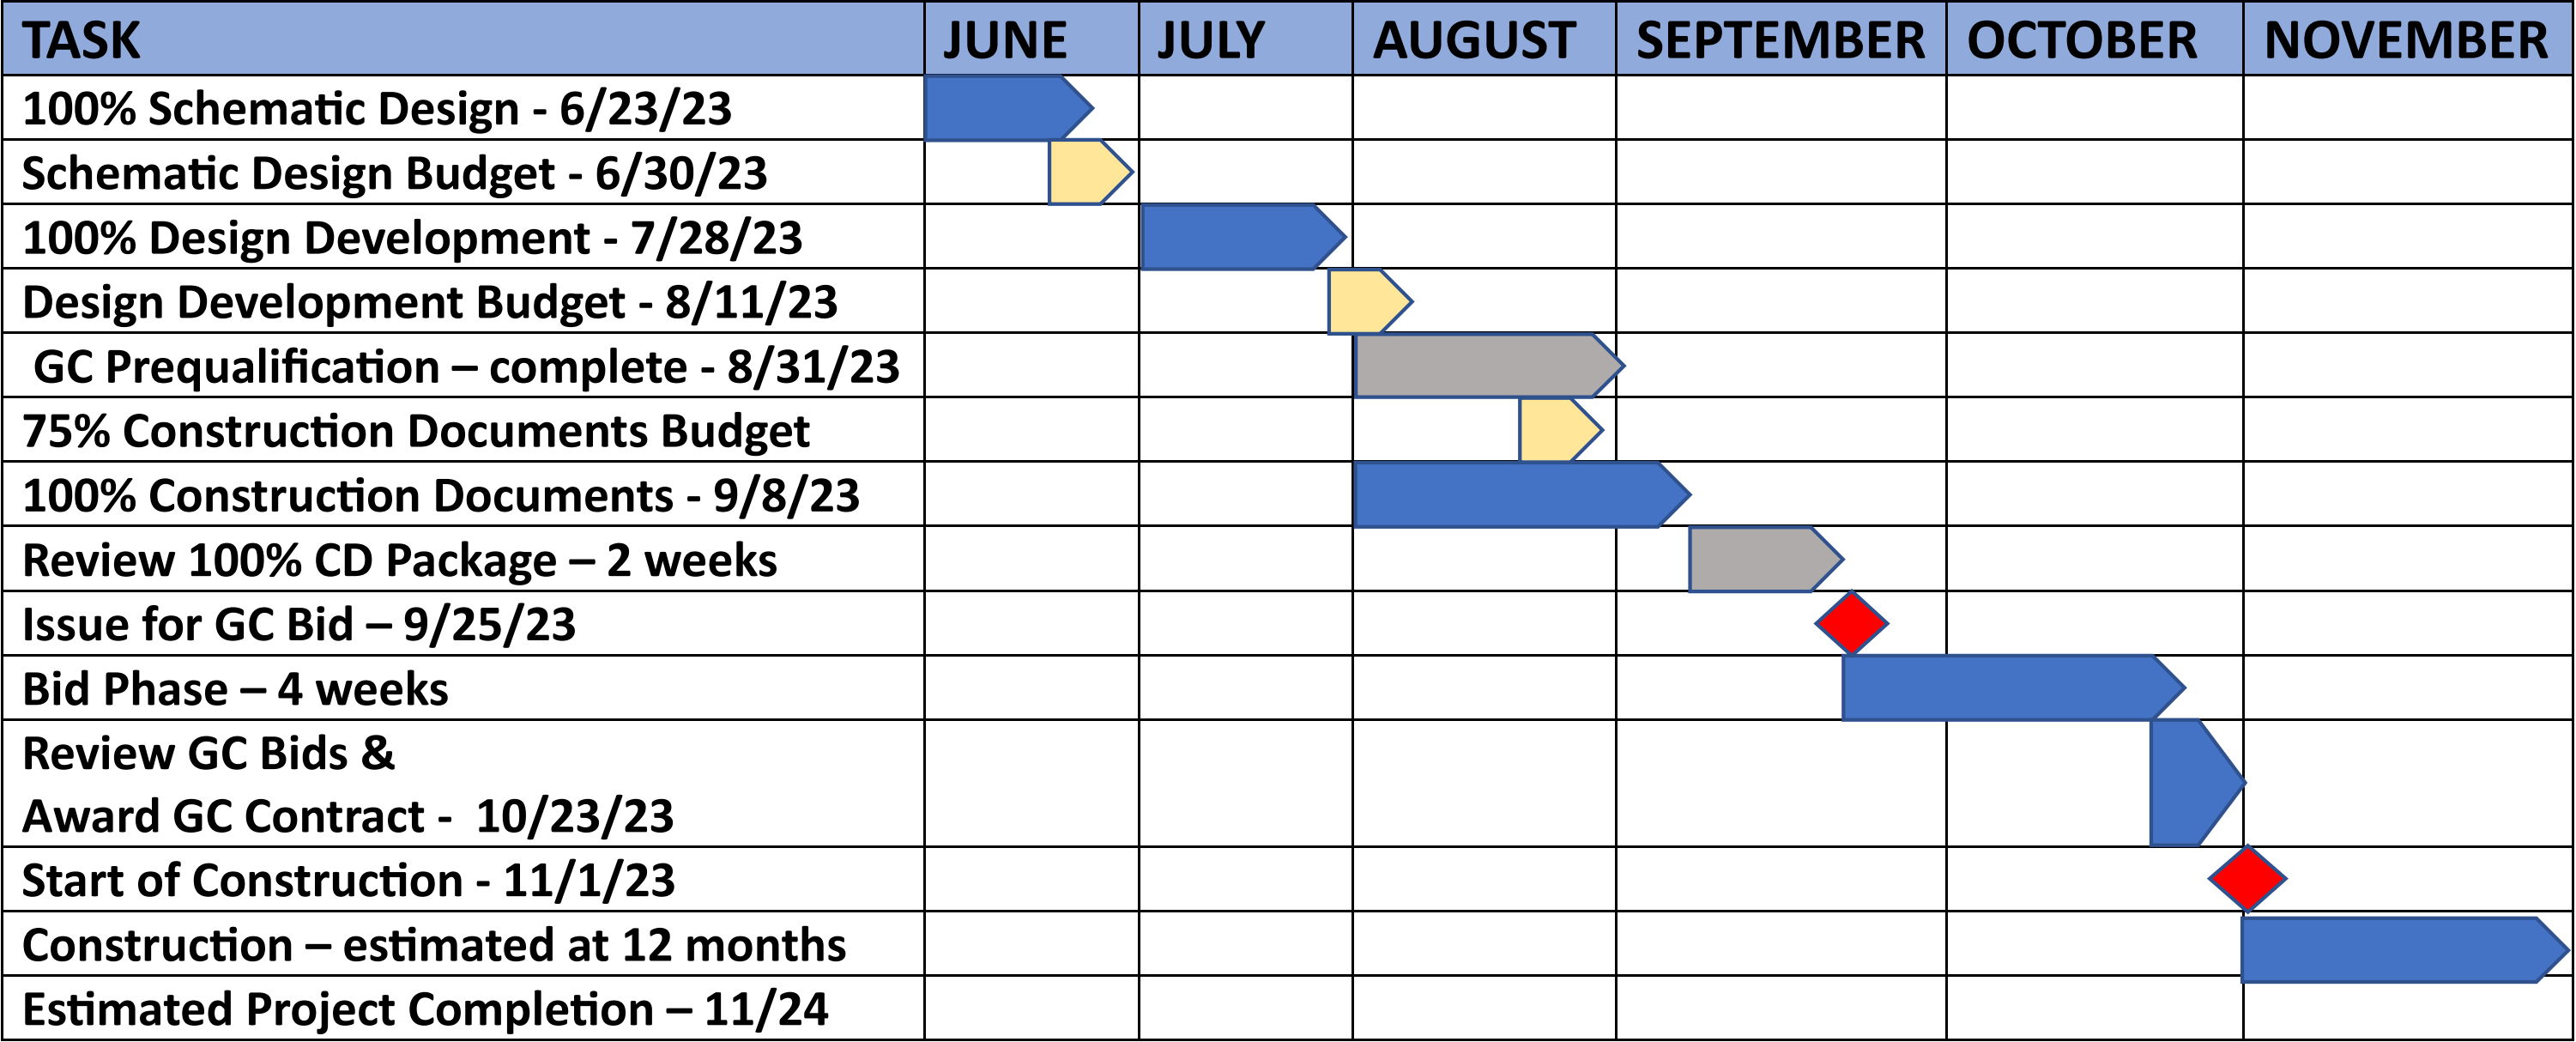 TASK JUNE JULY AUGUST SEPTEMBER OCTOBER NOVEMBER
100% Schematic Design - 6/23/23
Schematic Design Budget - 6/30/23
100% Design Development - 7/28/23
Design Development Budget - 8/11/23
GC Prequalification – complete - 8/31/23
75% Construction Documents Budget
100% Construction Documents - 9/8/23
Review 100% CD Package – 2 weeks
Issue for GC Bid – 9/25/23
Bid Phase – 4 weeks
Review GC Bids &
Award GC Contract - 10/23/23
Start of Construction - 11/1/23
Construction – estimated at 12 months
Estimated Project Completion – 11/24